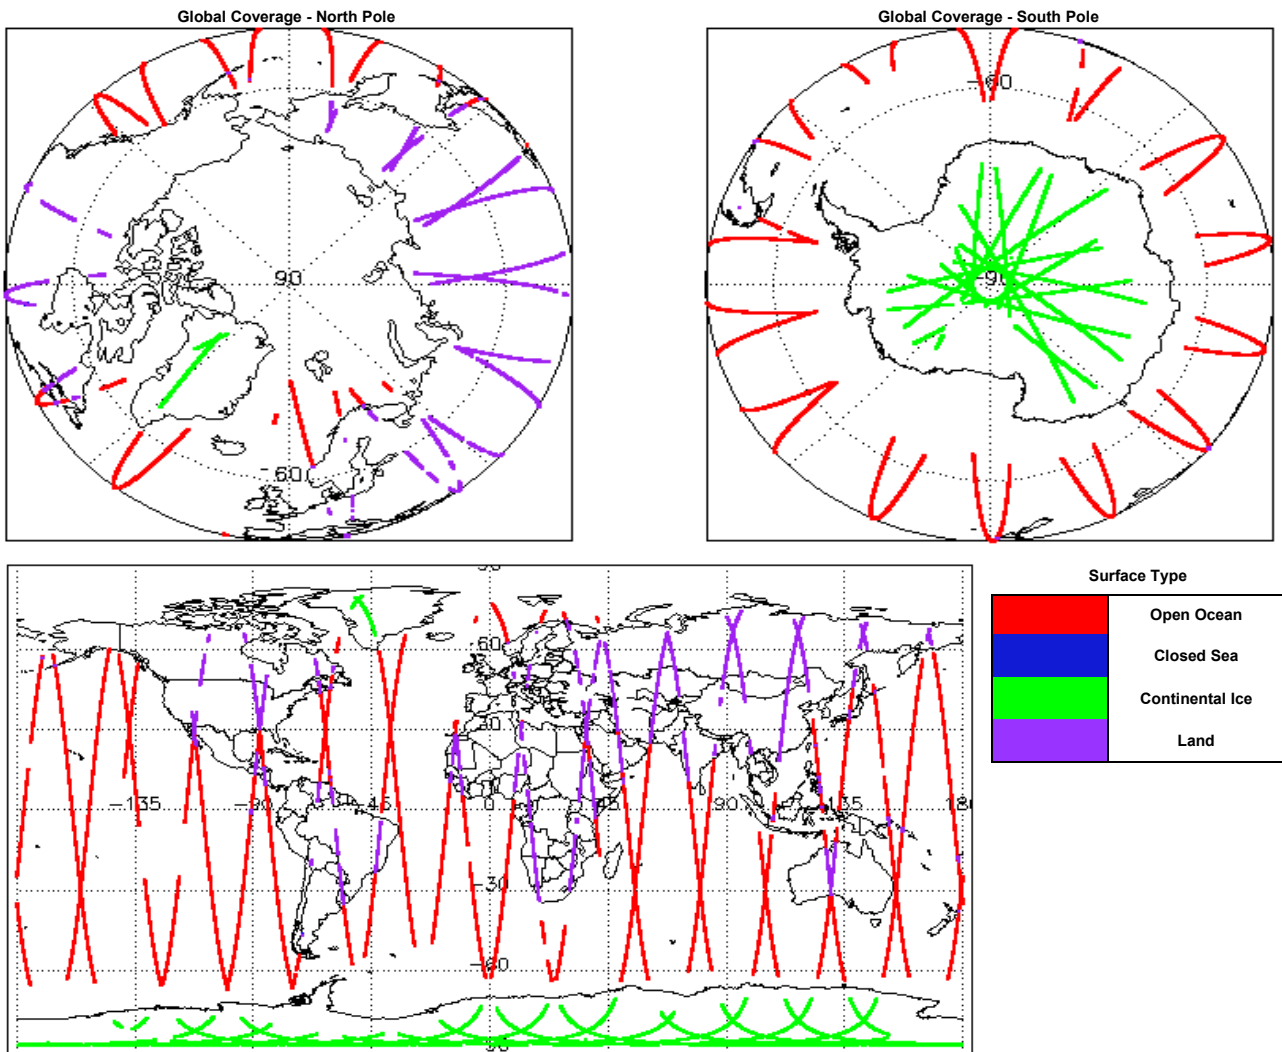 Global Coverage - North Pole
Global Coverage - South Pole
90
60
-60
-90
Surface Type
Open Ocean
Closed Sea
Continental Ice
Land
60
30
-135
-90
-45
0
45
90
135
180
-30
-60